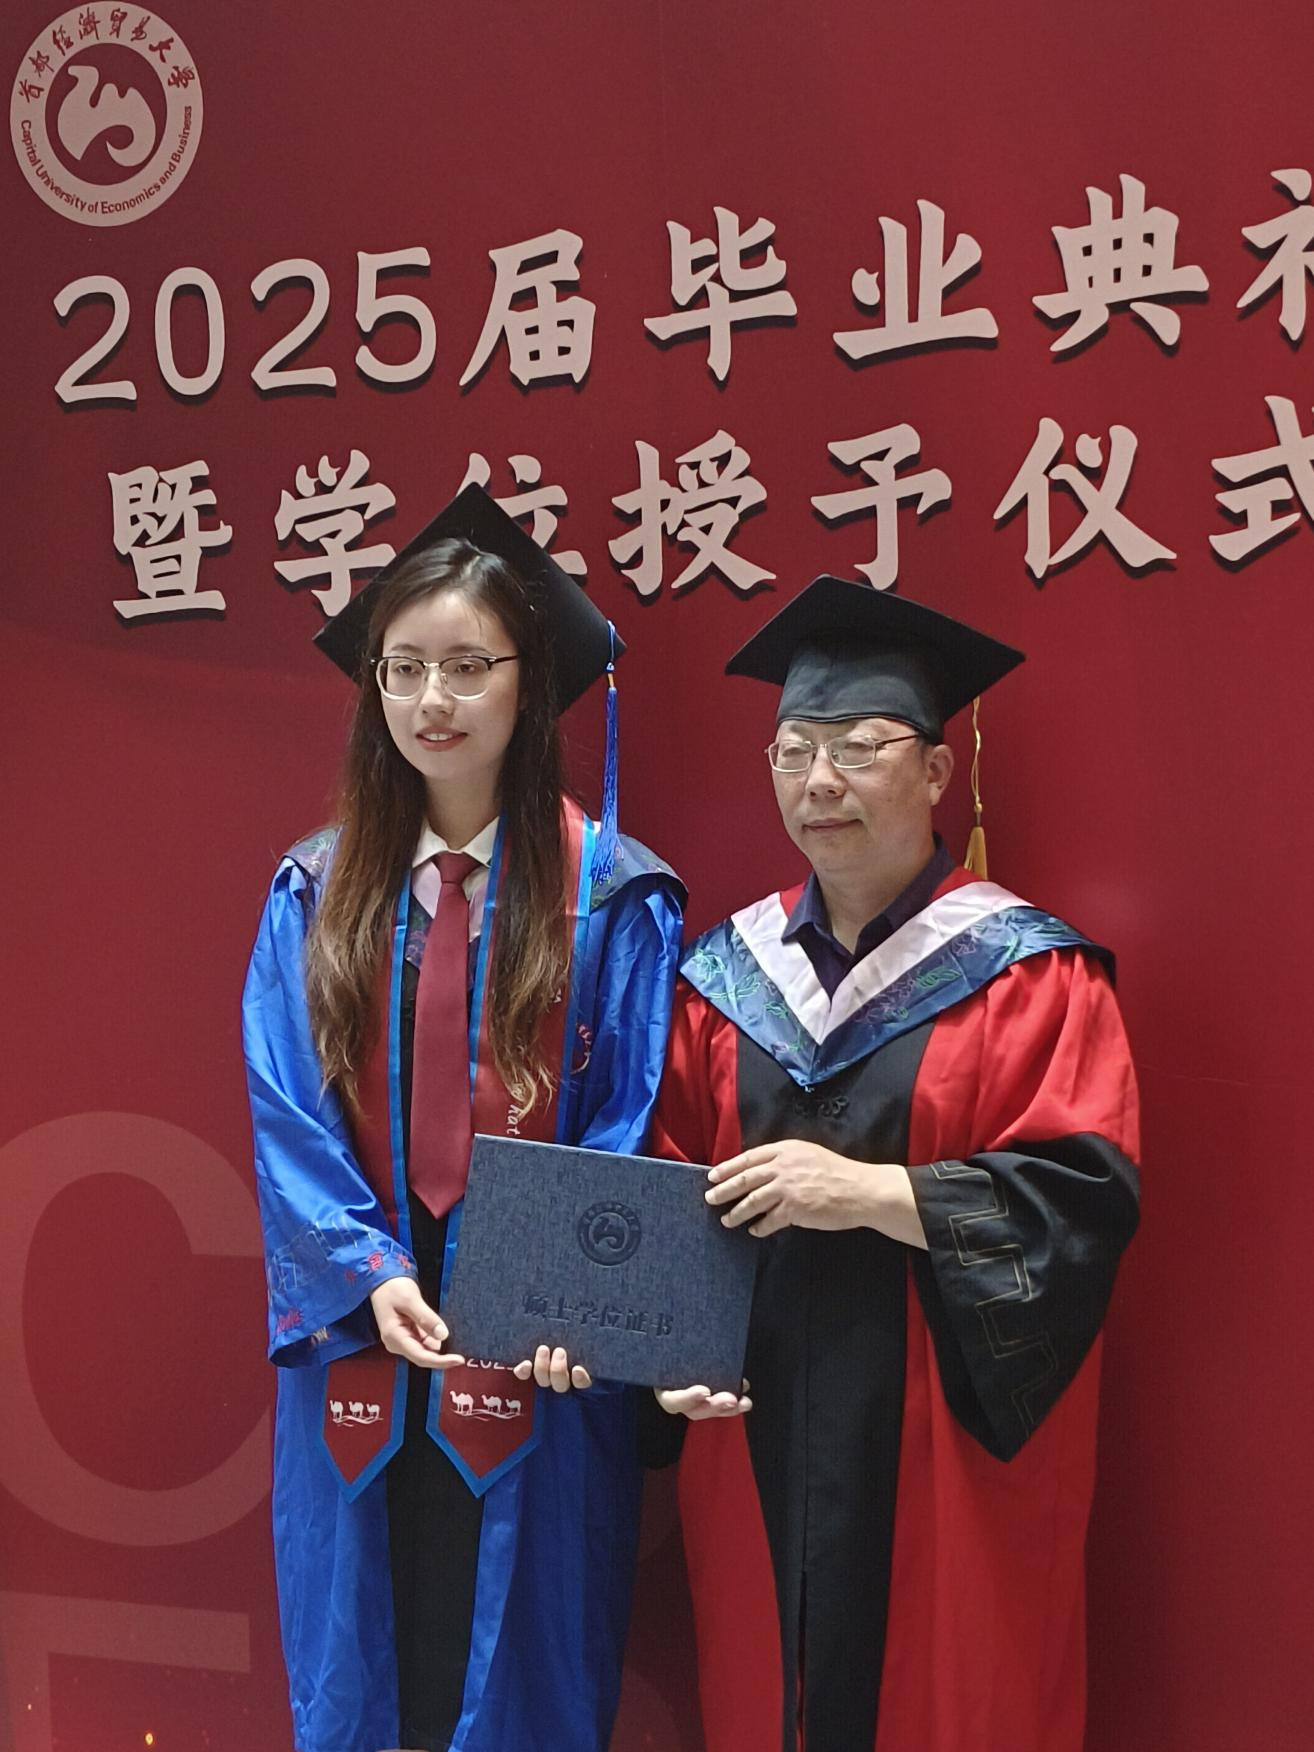 首都经济贸易大学
Capital University of Economics and Business
2025届毕业典礼
暨学位授予仪式
What
硕士学位证书